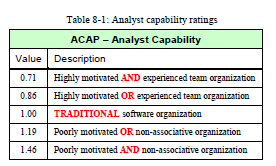 Table 8-1: Analyst capability ratings
ACAP – Analyst Capability
Value Description
0.71 Highly motivated AND experienced team organization
0.86 Highly motivated OR experienced team organization
1.00 TRADITIONAL software organization
1.19 Poorly motivated OR non-associative organization
1.46 Poorly motivated AND non-associative organization